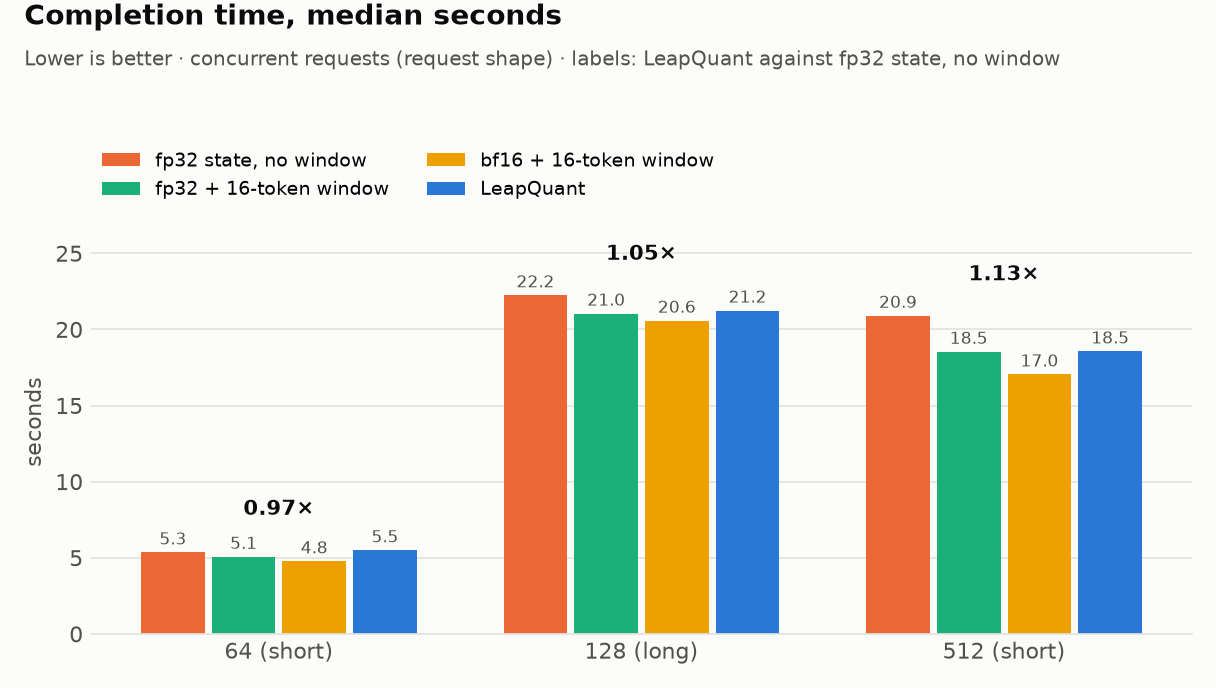 Completion time, median seconds
Lower is better · concurrent requests (request shape) · labels: LeapQuant against fp32 state, no window
fp32 state, no window
bf16 + 16-token window
fp32 + 16-token window
LeapQuant
seconds
25
20
15
10
5
0
0.97×
5.3
5.1
4.8
5.5
1.05×
22.2
21.0
20.6
21.2
1.13×
20.9
18.5
17.0
18.5
64 (short)
128 (long)
512 (short)